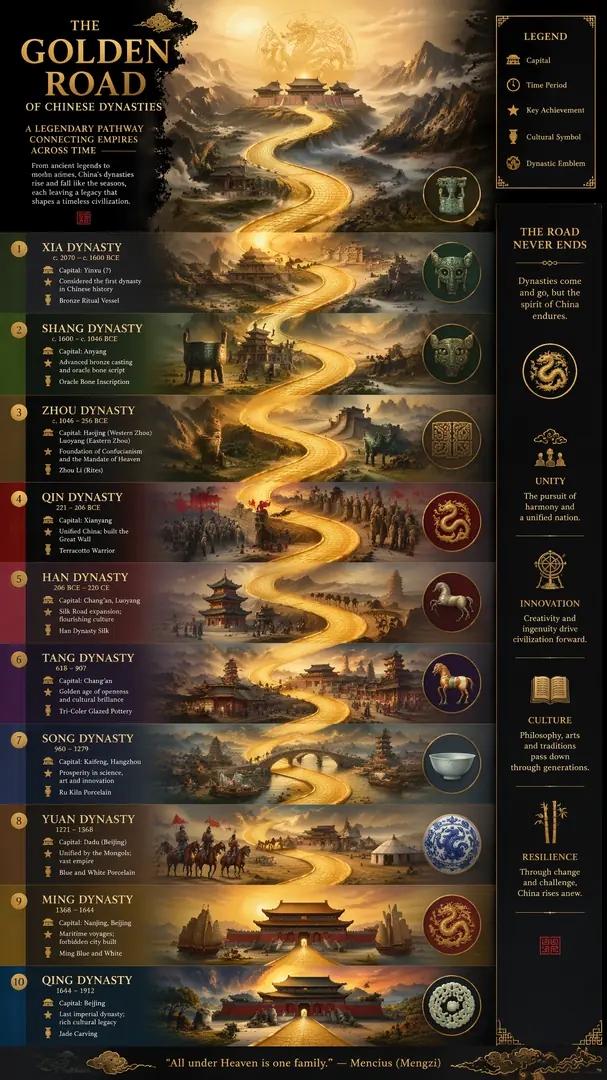 THE
GOLDEN
ROAD
OF CHINESE DYNASTIES
A LEGENDARY PATHWAY
CONNECTING EMPIRES
ACROSS TIME
From ancient legends to
modern times, China's dynasties
rise and fall like the seasons,
each leaving a legacy that
shapes a timeless civilization.
LEGEND
Capital
Time Period
Key Achievement
Cultural Symbol
Dynastic Emblem
1
XIA DYNASTY
c. 2070 – c. 1600 BCE
Capital: Yinxu (?)
Considered the first dynasty
in Chinese history
Bronze Ritual Vessel
2
SHANG DYNASTY
c. 1600 – c. 1046 BCE
Capital: Anyang
Advanced bronze casting
and oracle bone script
Oracle Bone Inscription
3
ZHOU DYNASTY
c. 1046 – 256 BCE
Capital: Haojing (Western Zhou)
Luoyang (Eastern Zhou)
Foundation of Confucianism
and the Mandate of Heaven
Zhou Li (Rites)
4
QIN DYNASTY
221 – 206 BCE
Capital: Xianyang
Unified China; built the
Great Wall
Terracotta Warrior
5
HAN DYNASTY
206 BCE – 220 CE
Capital: Chang'an, Luoyang
Silk Road expansion;
flourishing culture
Han Dynasty Silk
6
TANG DYNASTY
618 – 907
Capital: Chang'an
Golden age of openness
and cultural brilliance
Tri-Coler Glazed Pottery
7
SONG DYNASTY
960 – 1279
Capital: Kaifeng, Hangzhou
Prosperity in science,
art and innovation
Ru Kiln Porcelain
8
YUAN DYNASTY
1221 – 1368
Capital: Dadu (Beijing)
Unified by the Mongols;
vast empire
Blue and White Porcelain
9
MING DYNASTY
1368 – 1644
Capital: Nanjing, Beijing
Maritime voyages;
forbidden city built
Ming Blue and White
10
QING DYNASTY
1644 – 1912
Capital: Beijing
Last imperial dynasty;
rich cultural legacy
Jade Carving
THE ROAD
NEVER ENDS
Dynasties come
and go, but the
spirit of China
endures.
UNITY
The pursuit of
harmony and
a unified nation.
INNOVATION
Creativity and
ingenuity drive
civilization forward.
CULTURE
Philosophy, arts
and traditions
pass down
through generations.
RESILIENCE
Through change
and challenge,
China rises anew.
"All under Heaven is one family." — Mencius (Mengzi)